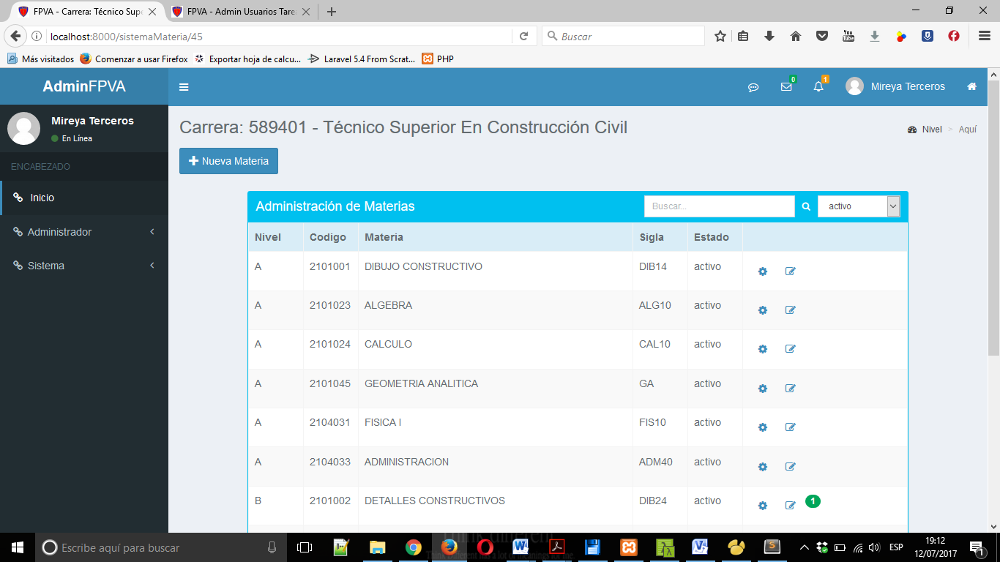 FPVA - Carrera: Técnico Supe
FPVA - Admin Usuarios Tare
localhost:8000/sistemaMateria/45
Buscar
Más visitados
Comenzar a usar Firefox
Exportar hoja de calcu...
Laravel 5.4 From Scrat...
PHP
AdminFPVA
0
1
Mireya Terceros
Mireya Terceros
En Línea
ENCABEZADO
Inicio
Administrador
Sistema
Carrera: 589401 - Técnico Superior En Construcción Civil
Nivel > Aquí
Nueva Materia
Administración de Materias
Buscar...
activo
Nivel Codigo Materia Sigla Estado
A 2101001 DIBUJO CONSTRUCTIVO DIB14 activo
A 2101023 ALGEBRA ALG10 activo
A 2101024 CALCULO CAL10 activo
A 2101045 GEOMETRIA ANALITICA GA activo
A 2104031 FISICA I FIS10 activo
A 2104033 ADMINISTRACION ADM40 activo
B 2101002 DETALLES CONSTRUCTIVOS DIB24 activo 1
Escribe aquí para buscar
ESP
19:12
12/07/2017
1